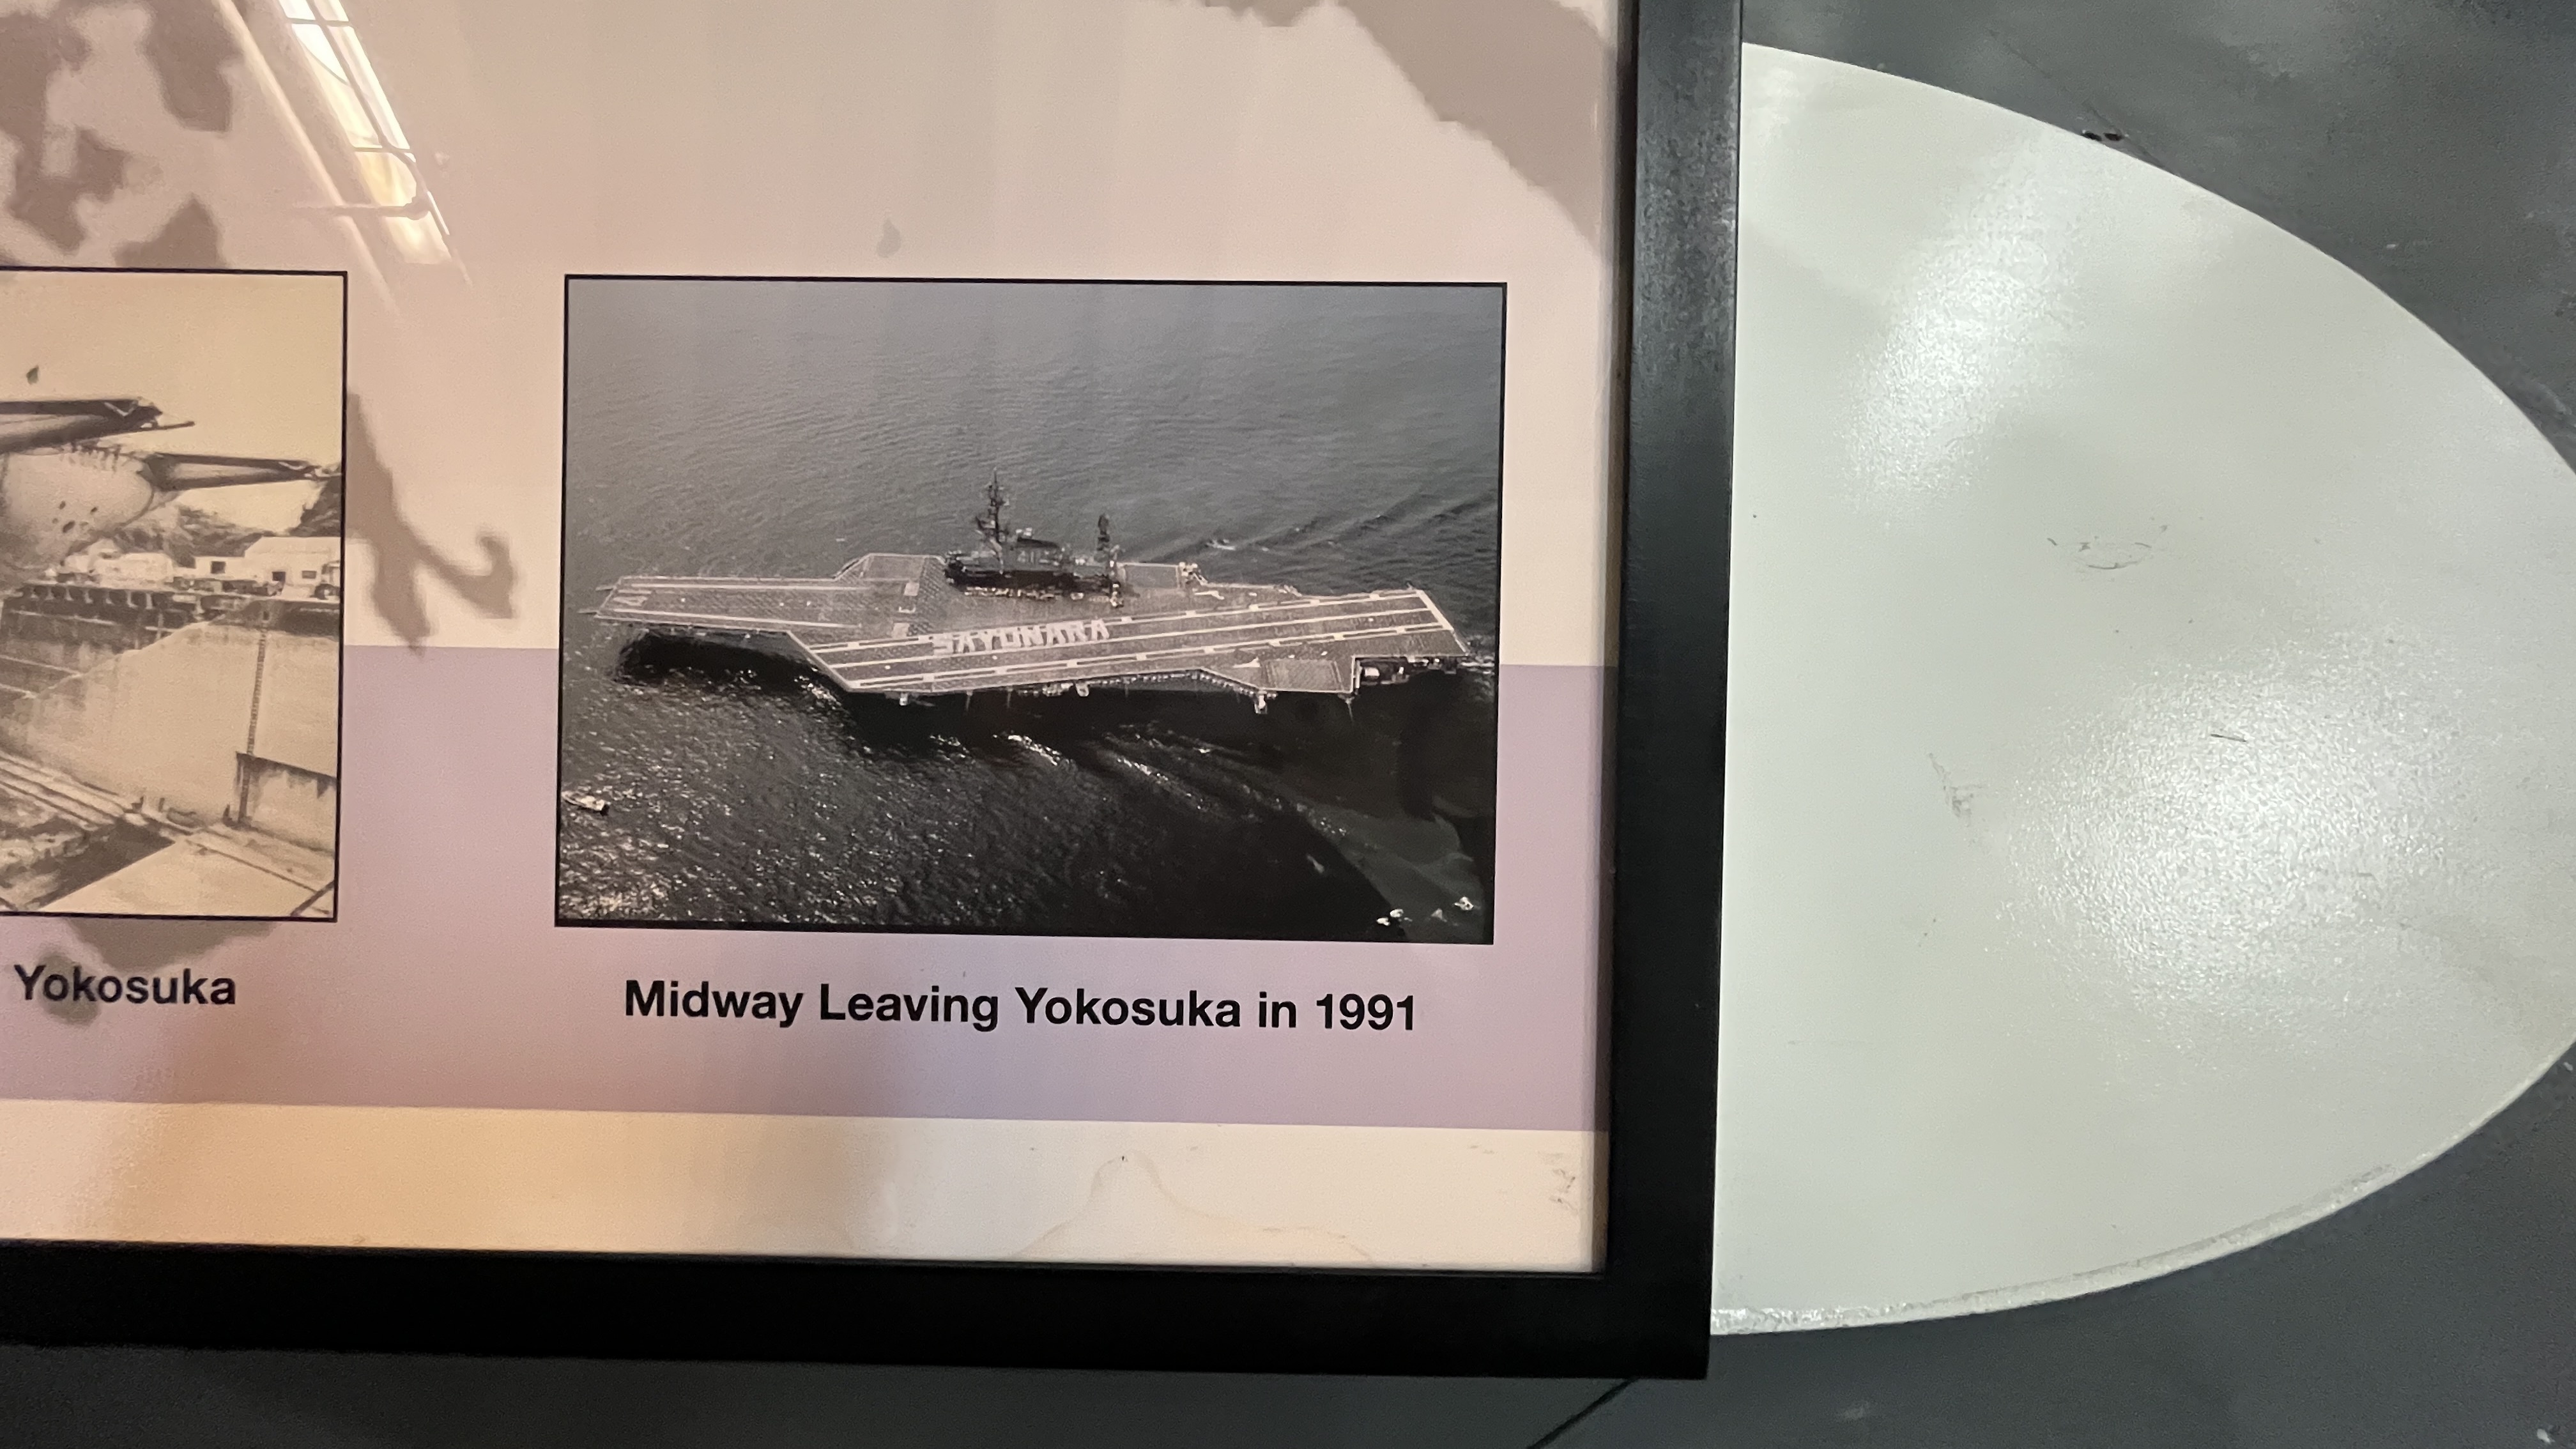 SAYONARA
Yokosuka
Midway Leaving Yokosuka in 1991